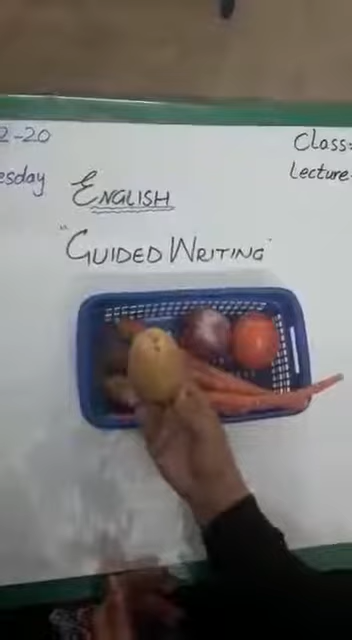 2-20
Class:
esday
Lecture
ENGLISH
"GUIDED WRITING"